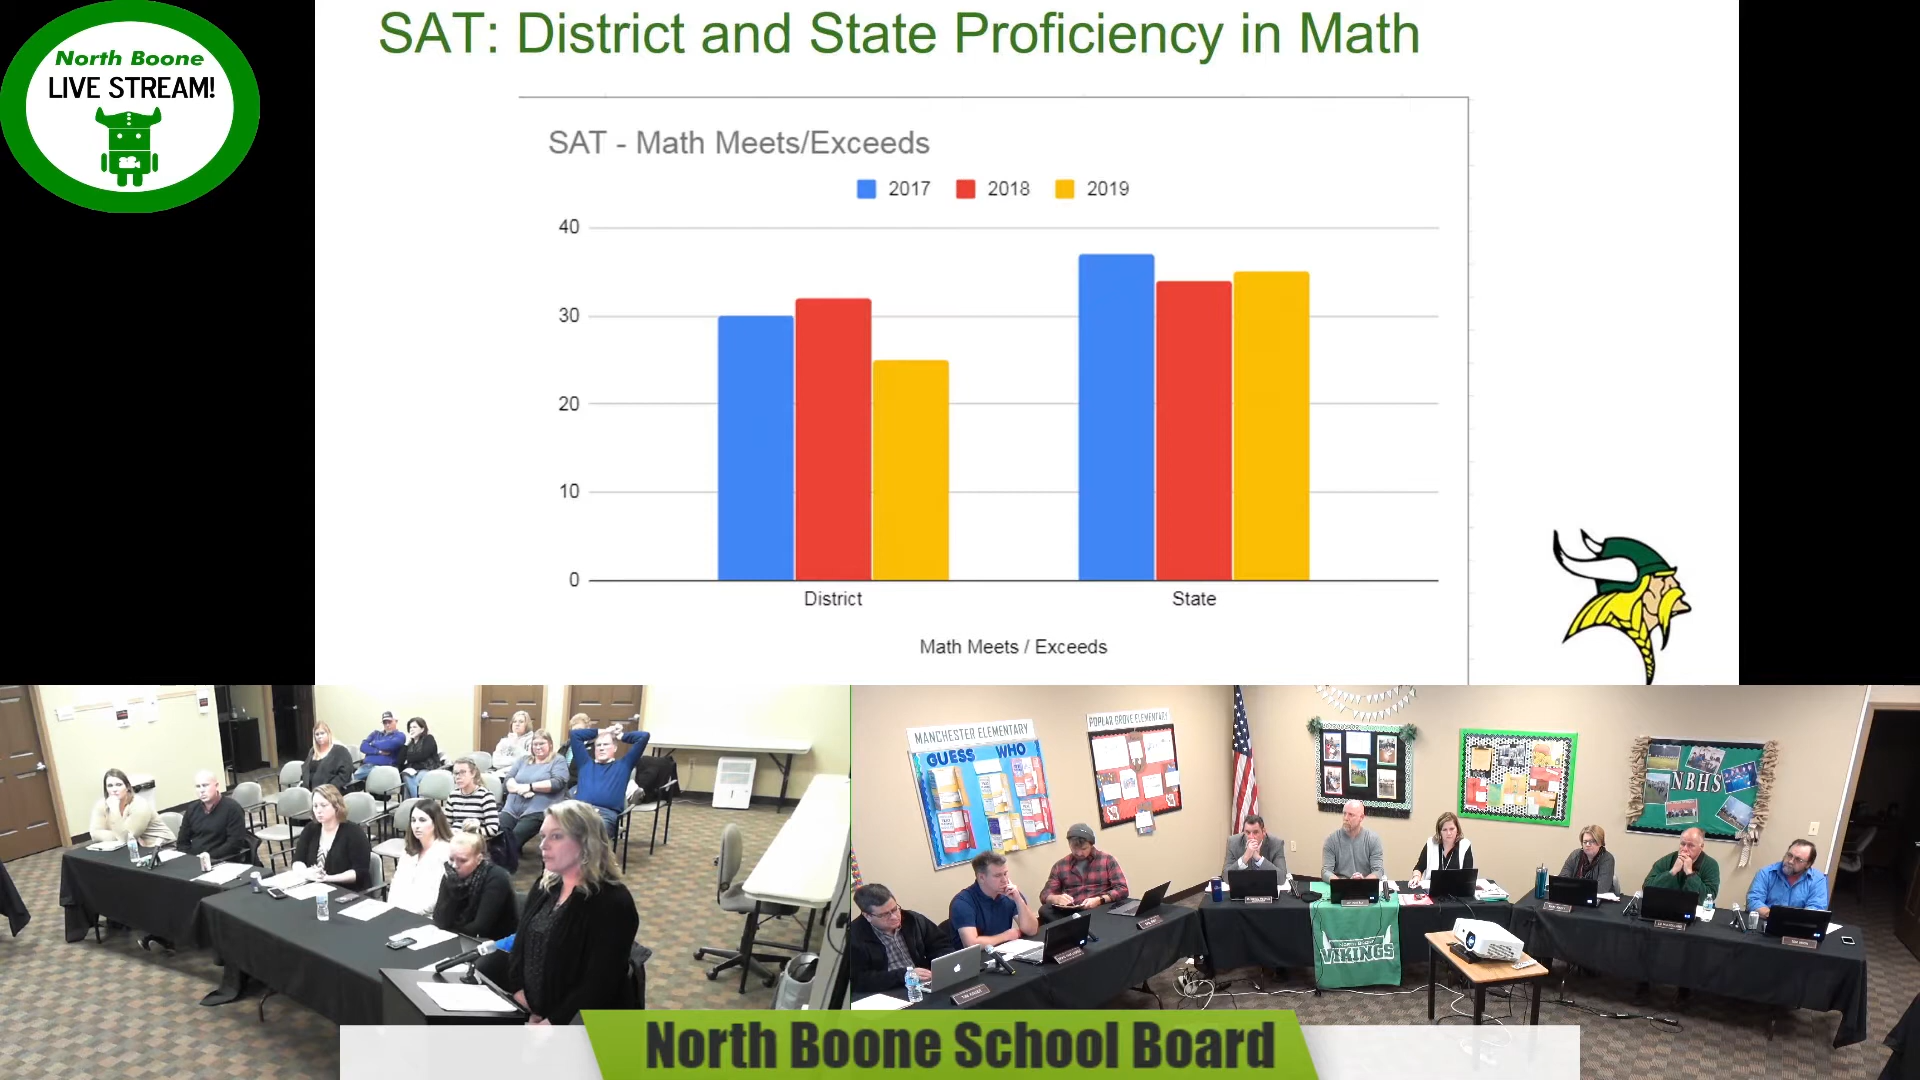 North Boone
LIVE STREAM!
SAT: District and State Proficiency in Math
SAT - Math Meets/Exceeds
2017 2018 2019
40
30
20
10
0
District State
Math Meets / Exceeds
MANCHESTER ELEMENTARY
GUESS WHO
POPLAR GROVE ELEMENTARY
NBHS
NORTH BOONE
VIKINGS
North Boone School Board